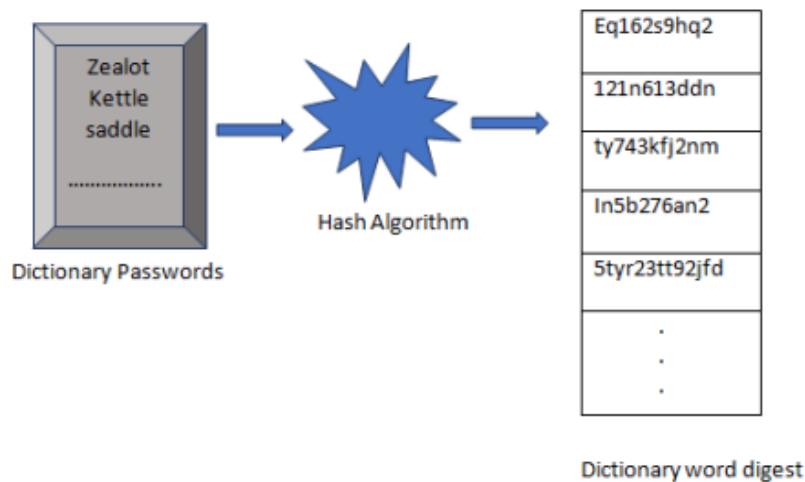 Zealot
Kettle
saddle
.................
Dictionary Passwords
Hash Algorithm
Eq162s9hq2
121n613ddn
ty743kfj2nm
In5b276an2
5tyr23tt92jfd
.
.
.
Dictionary word digest